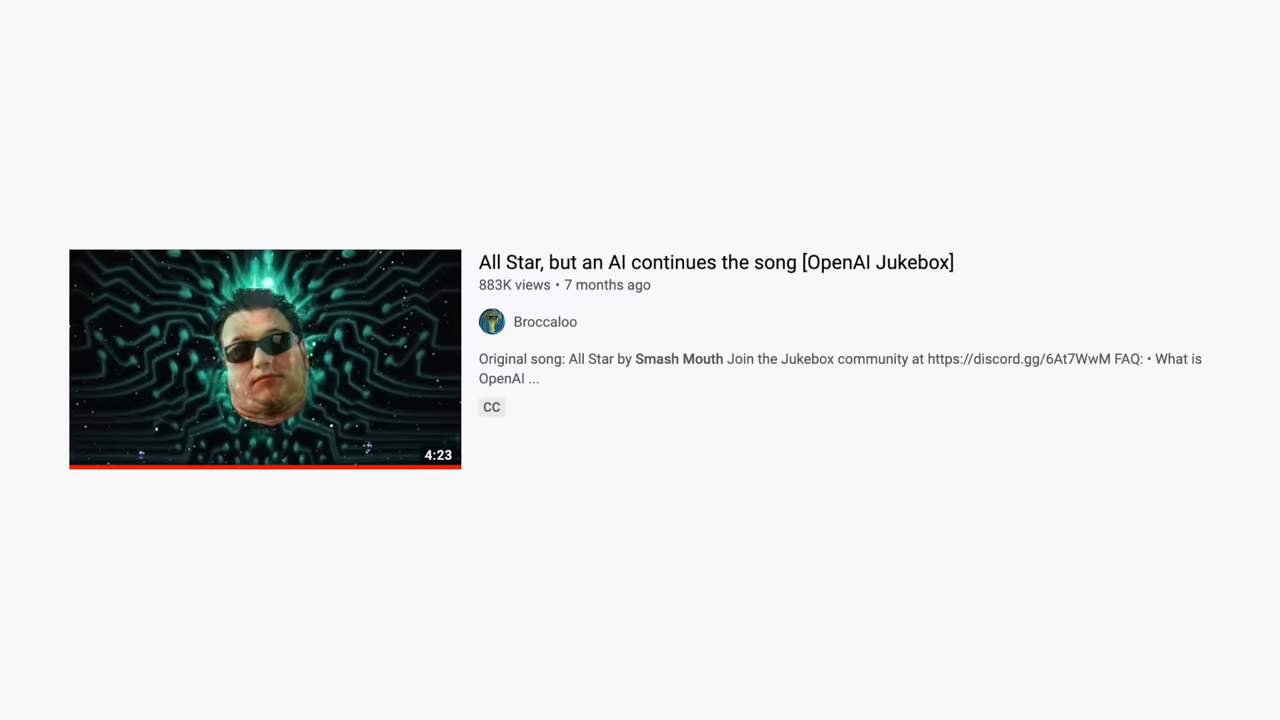 All Star, but an AI continues the song [OpenAI Jukebox]
883K views • 7 months ago
Broccaloo
Original song: All Star by Smash Mouth Join the Jukebox community at https://discord.gg/6At7WwM FAQ: • What is
OpenAI ...
CC
4:23